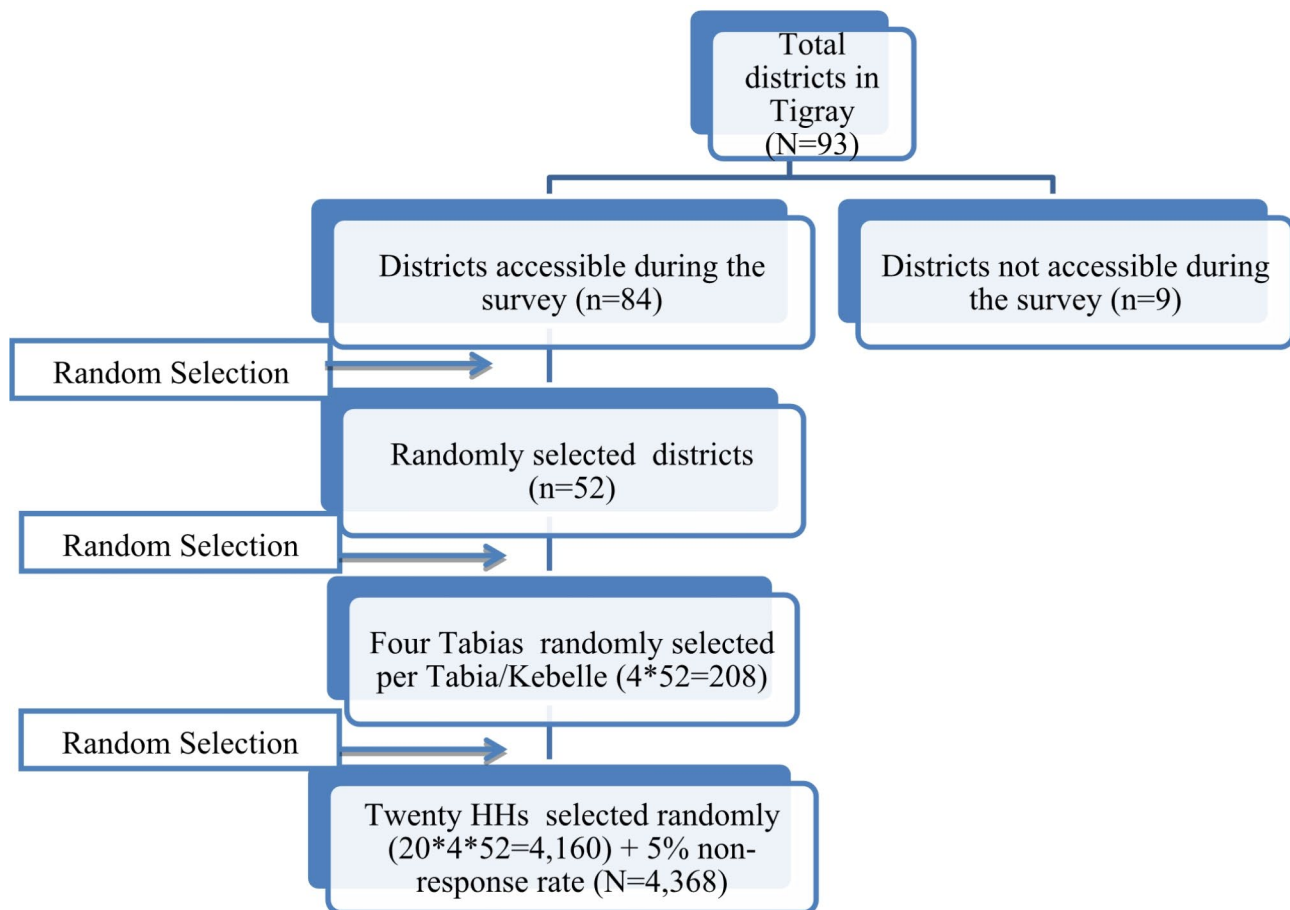 Total
districts in
Tigray
(N=93)
Districts accessible during the
survey (n=84)
Districts not accessible during
the survey (n=9)
Random Selection
Randomly selected  districts
(n=52)
Random Selection
Four Tabias  randomly selected
per Tabia/Kebelle (4*52=208)
Random Selection
Twenty HHs  selected randomly
(20*4*52=4,160) + 5% non-
response rate (N=4,368)